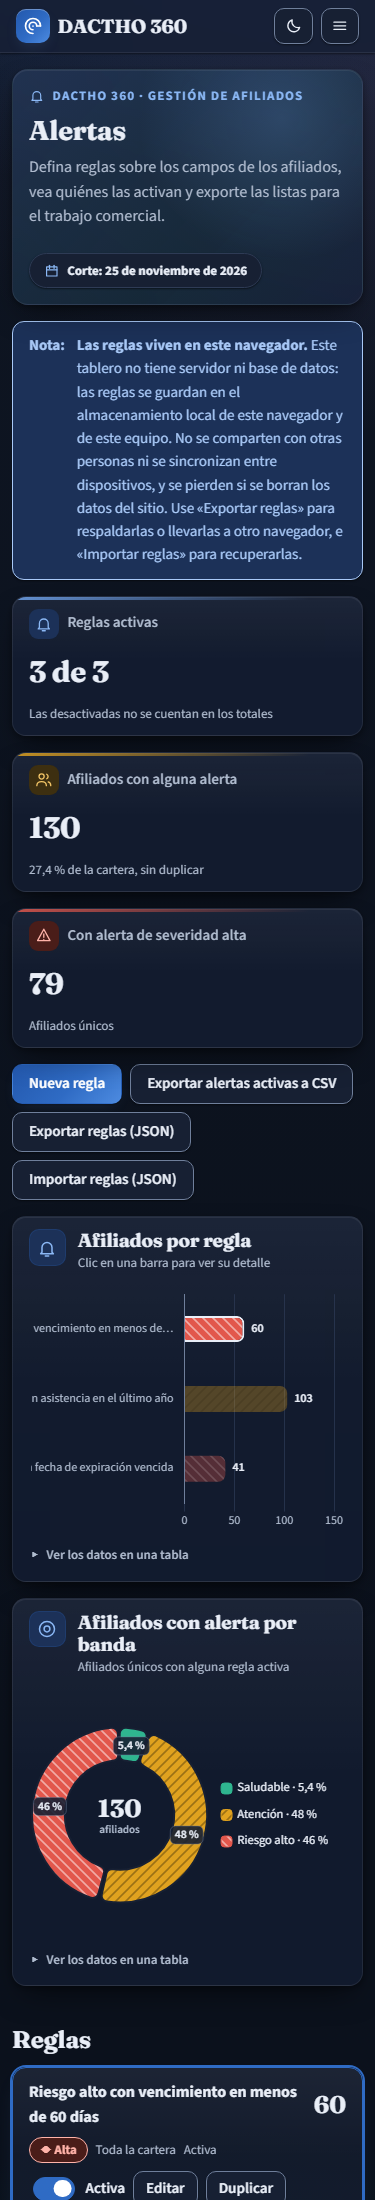 DACTHO 360
DACTHO 360 · GESTIÓN DE AFILIADOS
Alertas
Defina reglas sobre los campos de los afiliados,
vea quiénes las activan y exporte las listas para
el trabajo comercial.
Corte: 25 de noviembre de 2026
Nota: Las reglas viven en este navegador. Este
tablero no tiene servidor ni base de datos:
las reglas se guardan en el
almacenamiento local de este navegador y
de este equipo. No se comparten con otras
personas ni se sincronizan entre
dispositivos, y se pierden si se borran los
datos del sitio. Use «Exportar reglas» para
respaldarlas o llevarlas a otro navegador, e
«Importar reglas» para recuperarlas.
Reglas activas
3 de 3
Las desactivadas no se cuentan en los totales
Afiliados con alguna alerta
130
27,4 % de la cartera, sin duplicar
Con alerta de severidad alta
79
Afiliados únicos
Nueva regla
Exportar alertas activas a CSV
Exportar reglas (JSON)
Importar reglas (JSON)
Afiliados por regla
Clic en una barra para ver su detalle
vencimiento en menos de... 60
n asistencia en el último año 103
fecha de expiración vencida 41
0 50 100 150
Ver los datos en una tabla
Afiliados con alerta por
banda
Afiliados únicos con alguna regla activa
5,4 %
46 %
48 %
130
afiliados
Saludable · 5,4 %
Atención · 48 %
Riesgo alto · 46 %
Ver los datos en una tabla
Reglas
Riesgo alto con vencimiento en menos
de 60 días
60
Alta Toda la cartera Activa
Activa Editar Duplicar